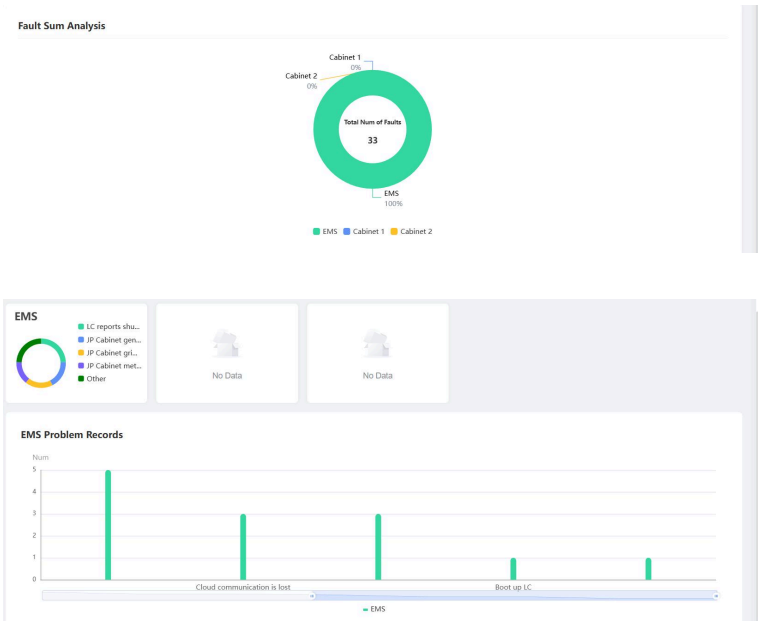 Fault Sum Analysis
Cabinet 1
0%
Cabinet 2
0%
Total Num of Faults
33
EMS
100%
EMS Cabinet 1 Cabinet 2
EMS
LC reports shu...
JP Cabinet gen...
JP Cabinet gri...
JP Cabinet met...
Other
No Data
No Data
EMS Problem Records
Num
5
4
3
2
1
0
Cloud communication is lost
Boot up LC
EMS